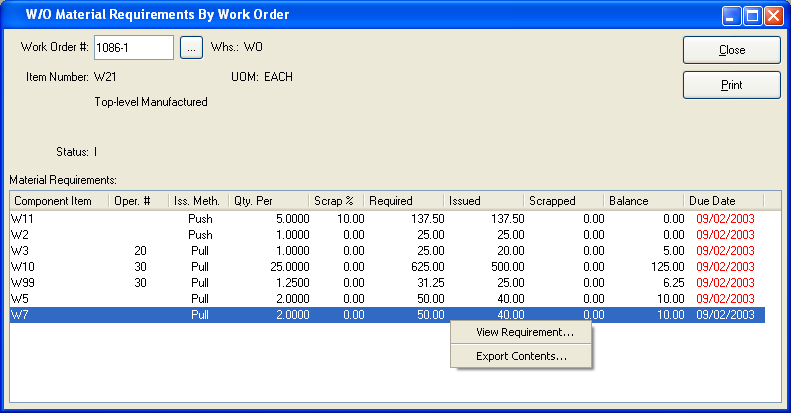 W/O Material Requirements By Work Order
Work Order #: 1086-1 ... Whs.: WO Close
Item Number: W21 UOM: EACH Print
Top-level Manufactured
Status: I
Material Requirements:
Component Item Oper. # Iss. Meth. Qty. Per Scrap % Required Issued Scrapped Balance Due Date
W11 Push 5.0000 10.00 137.50 137.50 0.00 0.00 09/02/2003
W2 Push 1.0000 0.00 25.00 25.00 0.00 0.00 09/02/2003
W3 20 Pull 1.0000 0.00 25.00 20.00 0.00 5.00 09/02/2003
W10 30 Pull 25.0000 0.00 625.00 500.00 0.00 125.00 09/02/2003
W99 30 Pull 1.2500 0.00 31.25 25.00 0.00 6.25 09/02/2003
W5 Pull 2.0000 0.00 50.00 40.00 0.00 10.00 09/02/2003
W7 Pull 2.0000 0.00 50.00 40.00 0.00 10.00 09/02/2003
View Requirement...
Export Contents...